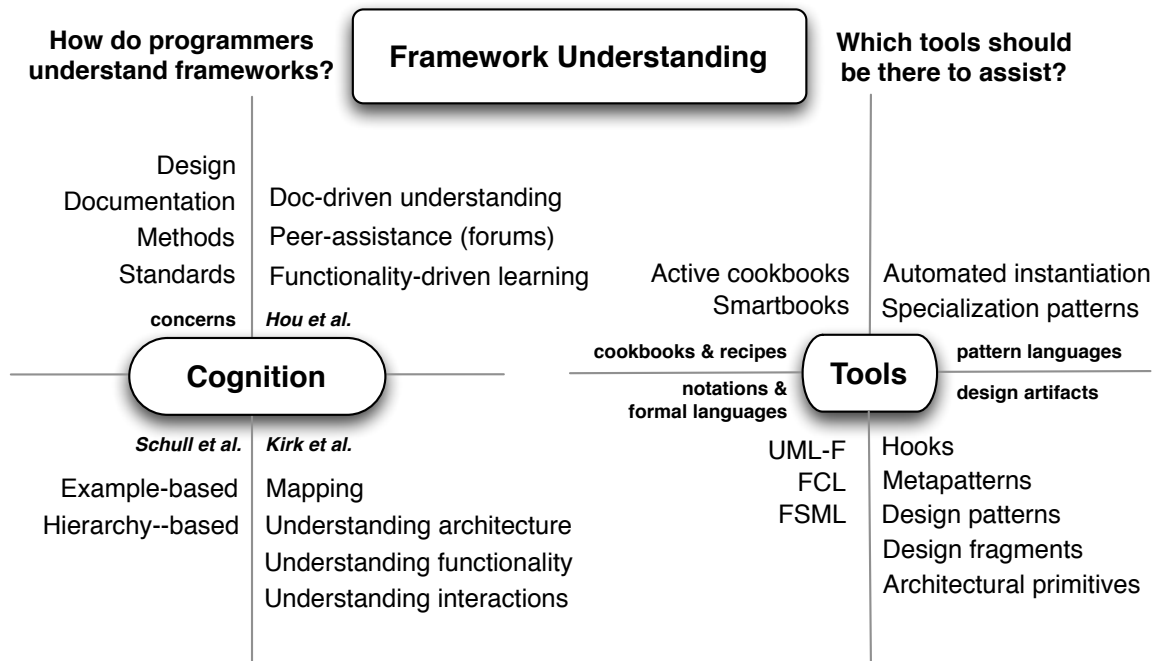 How do programmers
understand frameworks?
Framework Understanding
Which tools should
be there to assist?
Design
Documentation
Methods
Standards
concerns
Doc-driven understanding
Peer-assistance (forums)
Functionality-driven learning
Hou et al.
Cognition
Schull et al.
Example-based
Hierarchy--based
Kirk et al.
Mapping
Understanding architecture
Understanding functionality
Understanding interactions
Active cookbooks
Smartbooks
cookbooks & recipes
Automated instantiation
Specialization patterns
pattern languages
Tools
notations &
formal languages
UML-F
FCL
FSML
design artifacts
Hooks
Metapatterns
Design patterns
Design fragments
Architectural primitives